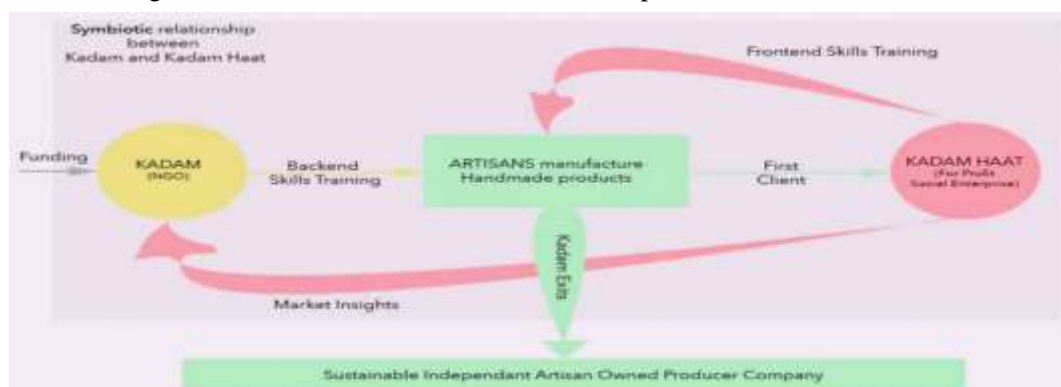 Symbiotic relationship
between
Kadam and Kadam Haat
Frontend Skills Training
Funding
KADAM
(NGO)
Backend
Skills Training
ARTISANS manufacture
Handmade products
First
Client
KADAM HAAT
(For Profit
Social Enterprise)
Kadam Exits
Market Insights
Sustainable Independant Artisan Owned Producer Company